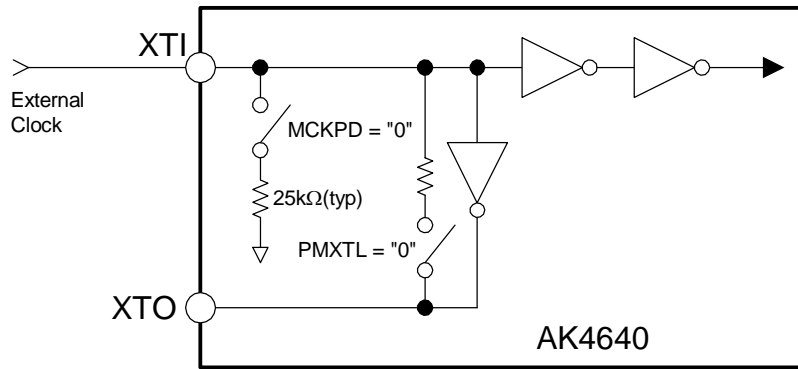 XTI
External
Clock
MCKPD = "0"
25kΩ(typ)
PMXTL = "0"
XTO
AK4640